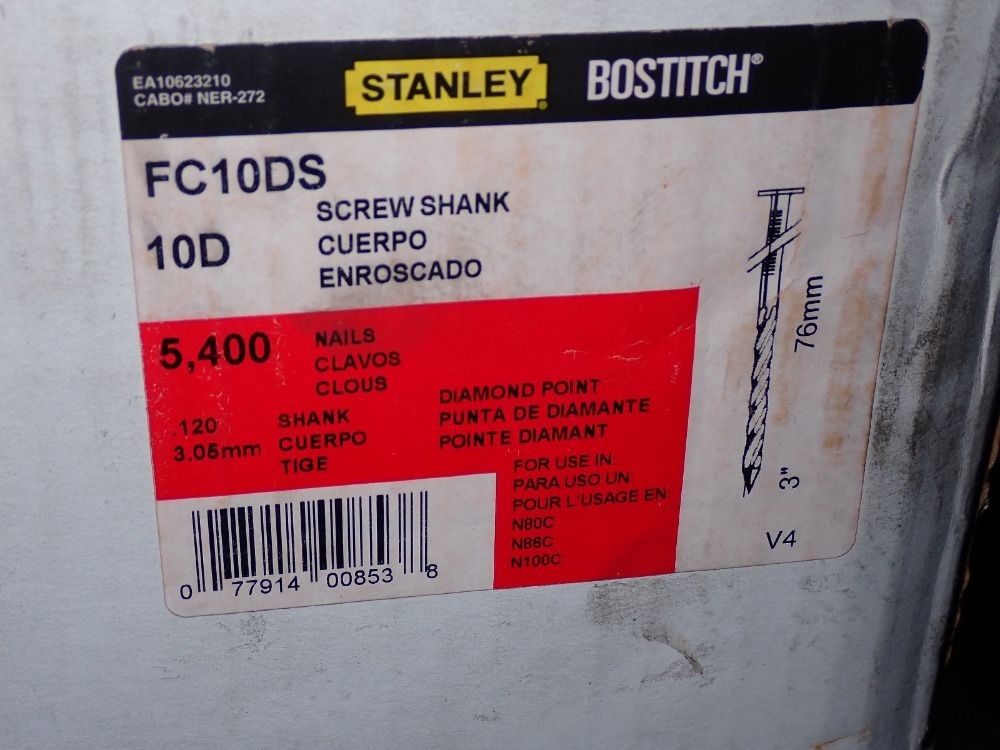 EA10623210
CABO# NER-272
STANLEY®
BOSTITCH®
FC10DS
10D
SCREW SHANK
CUERPO
ENROSCADO
5,400
NAILS
CLAVOS
CLOUS
.120
3.05mm
SHANK
CUERPO
TIGE
DIAMOND POINT
PUNTA DE DIAMANTE
POINTE DIAMANT
FOR USE IN:
PARA USO UN:
POUR L'USAGE EN:
N80C
N86C
N100C
0 77914 00853 8
76mm
3"
V4